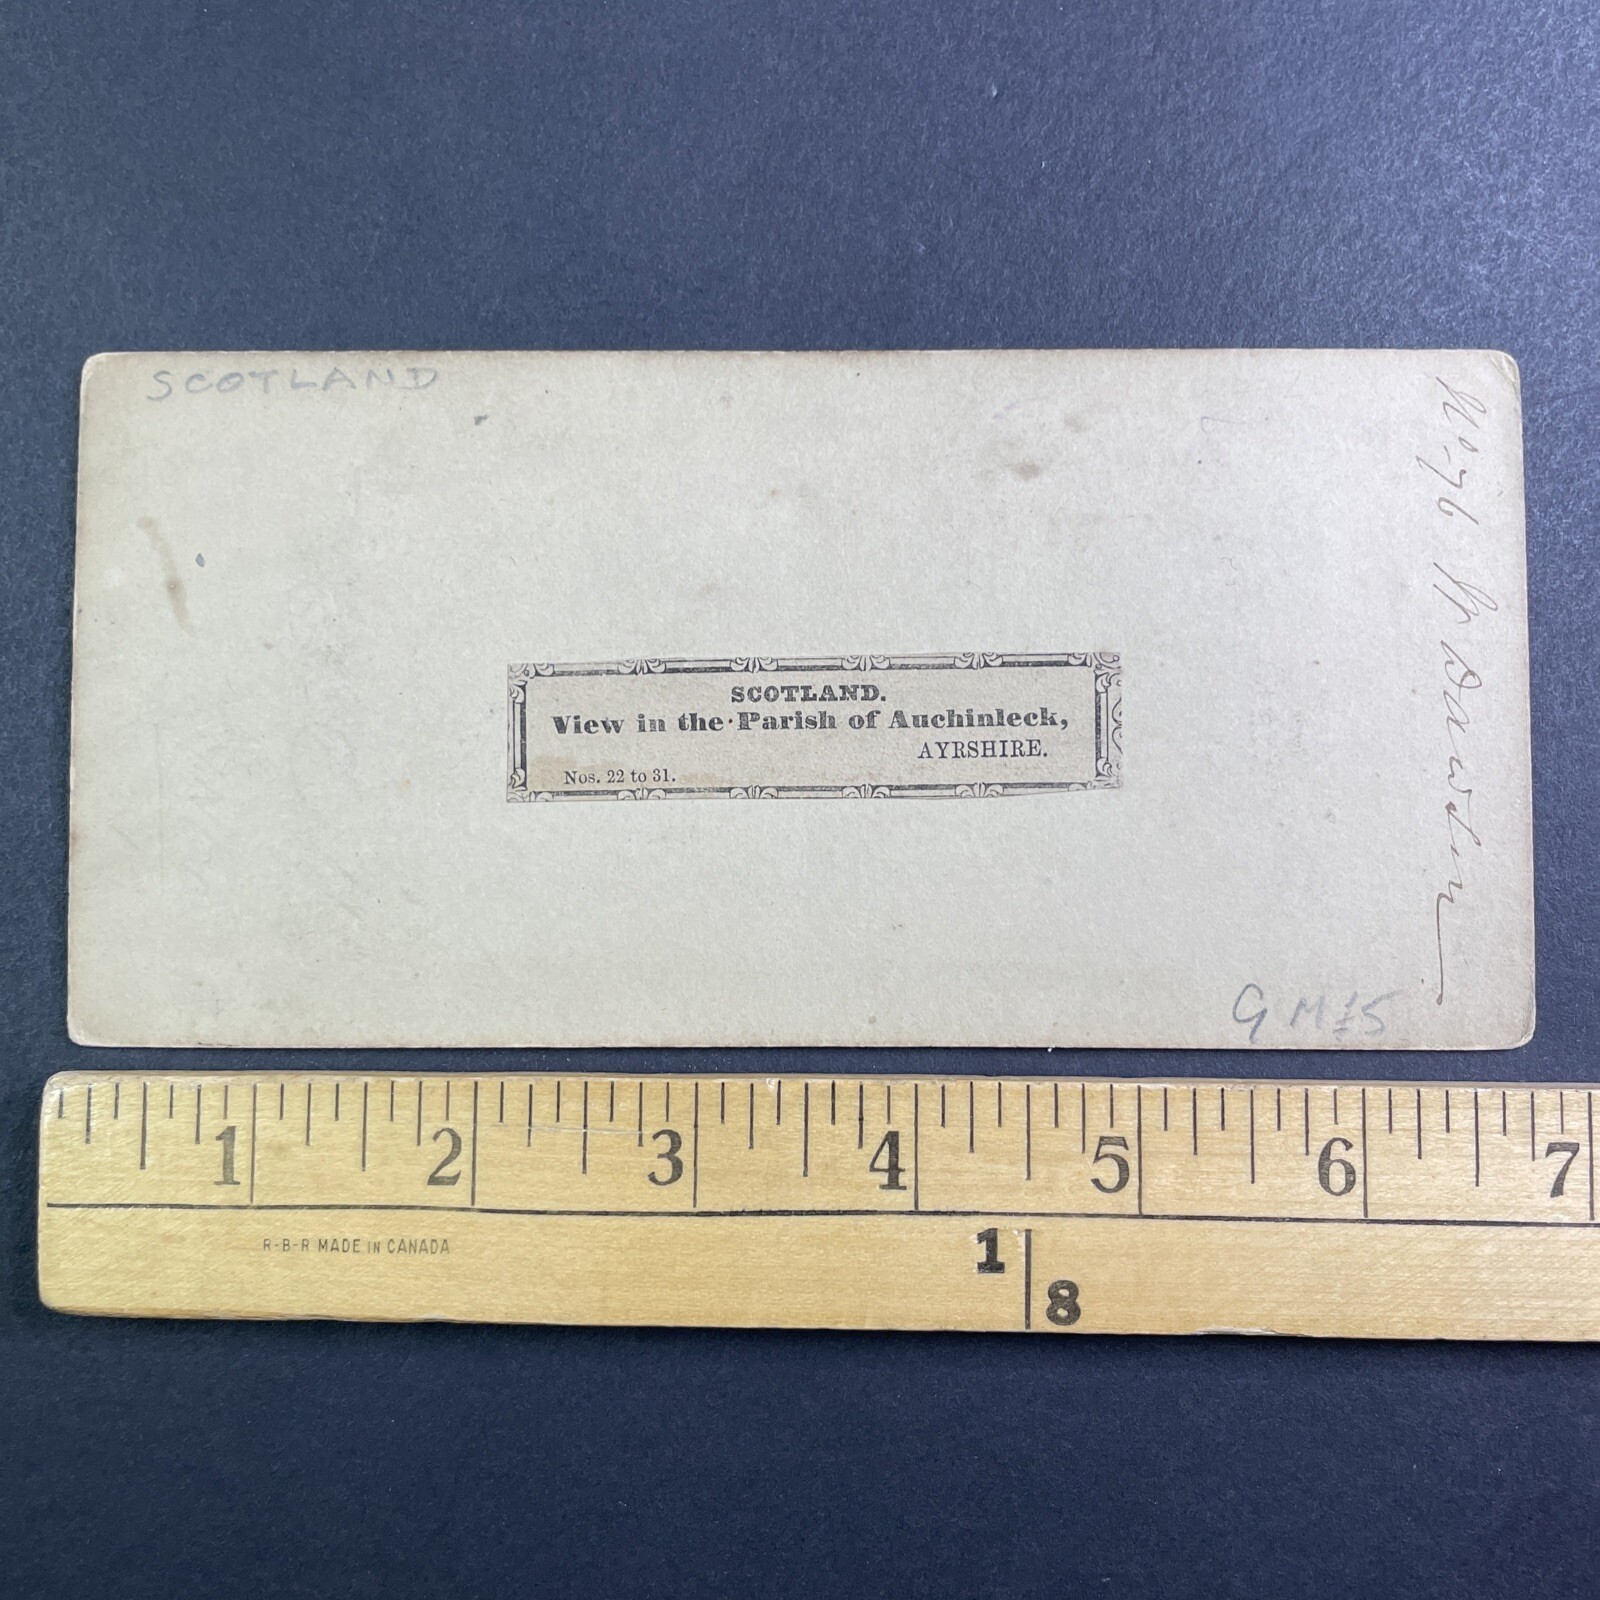 SCOTLAND
SCOTLAND.
View in the Parish of Auchinleck,
AYRSHIRE.
Nos. 22 to 31.
G M 15
1 2 3 4 5 6 7
R-B-R MADE IN CANADA
1
8